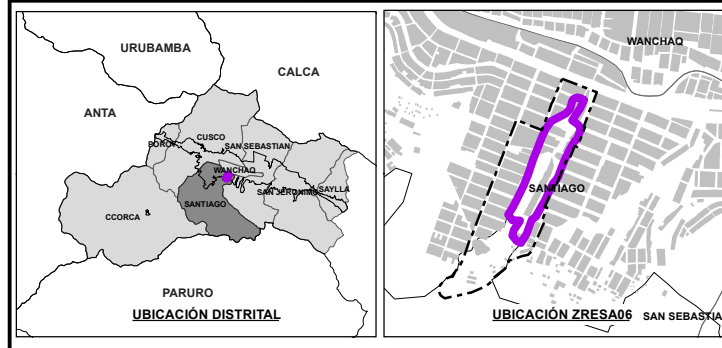 URUBAMBA
CALCA
ANTA
CUSCO
POROY
SAN SEBASTIAN
WANCHAQ
SAN JERONIMO
SAYLLA
SANTIAGO
CCORCA
PARURO
UBICACIÓN DISTRITAL
WANCHAQ
SANTIAGO
UBICACIÓN ZRESA06
SAN SEBASTIA